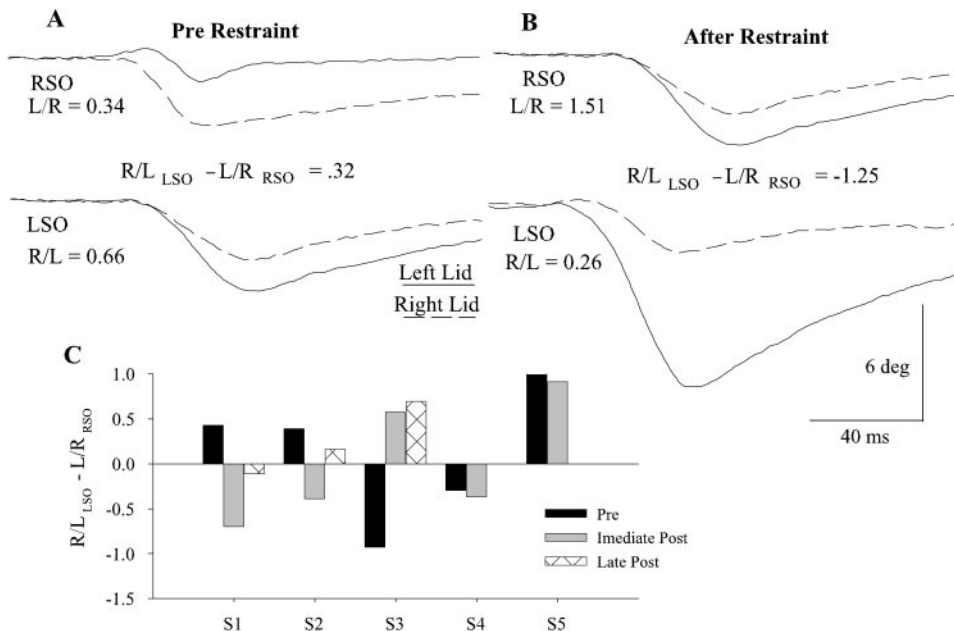 A
Pre Restraint
RSO
L/R = 0.34
R/L LSO - L/R RSO = .32
LSO
R/L = 0.66
Left Lid
Right Lid
B
After Restraint
RSO
L/R = 1.51
R/L LSO - L/R RSO = -1.25
LSO
R/L = 0.26
6 deg
40 ms
C
R/L LSO - L/R RSO
1.0
0.5
0.0
-0.5
-1.0
-1.5
S1 S2 S3 S4 S5
Pre
Imediate Post
Late Post